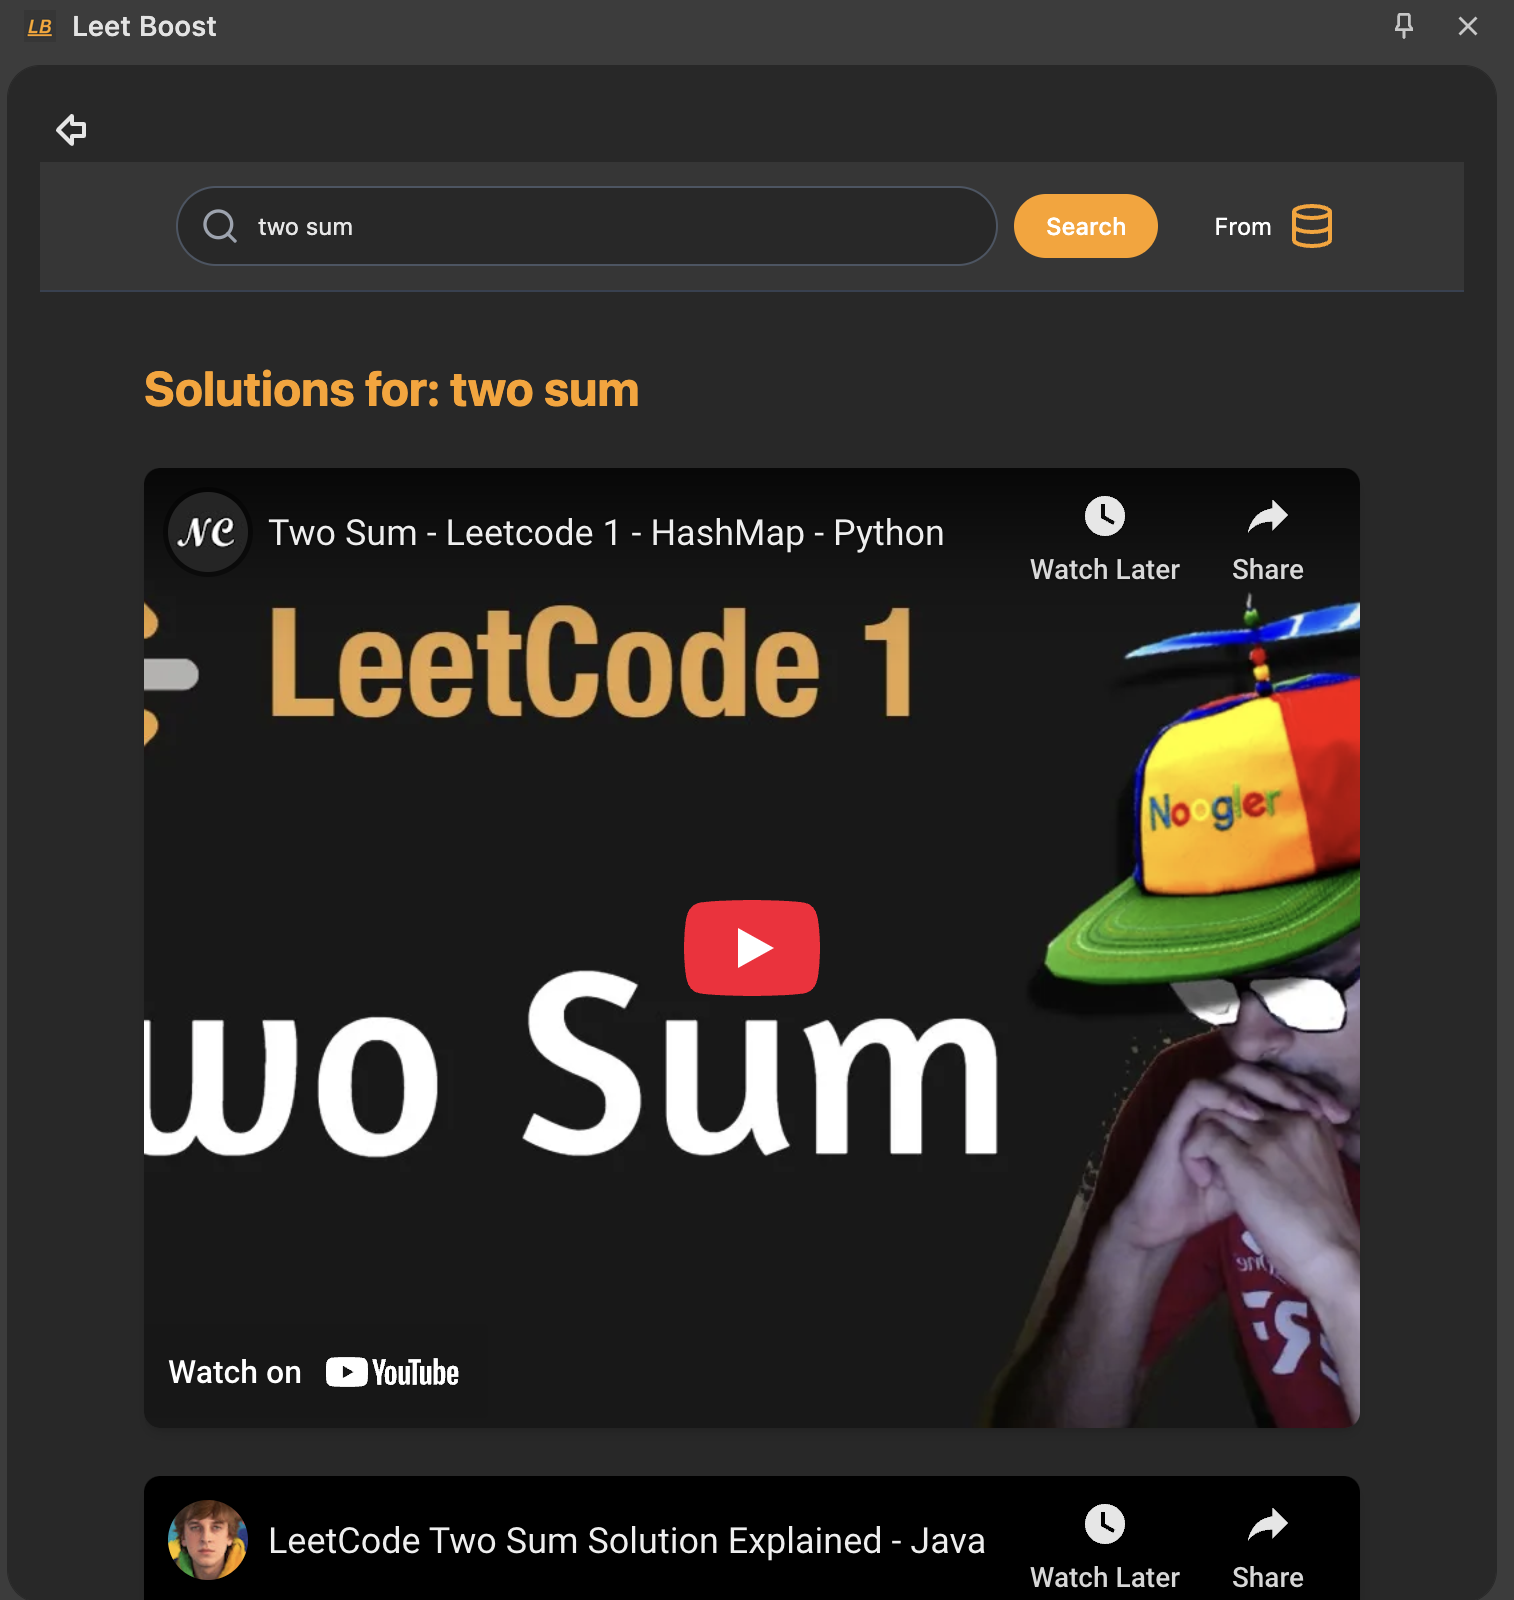 LB Leet Boost
two sum
Search
From
Solutions for: two sum
NC
Two Sum - Leetcode 1 - HashMap - Python
Watch Later
Share
LeetCode 1
Noogler
wo Sum
Watch on YouTube
LeetCode Two Sum Solution Explained - Java
Watch Later
Share